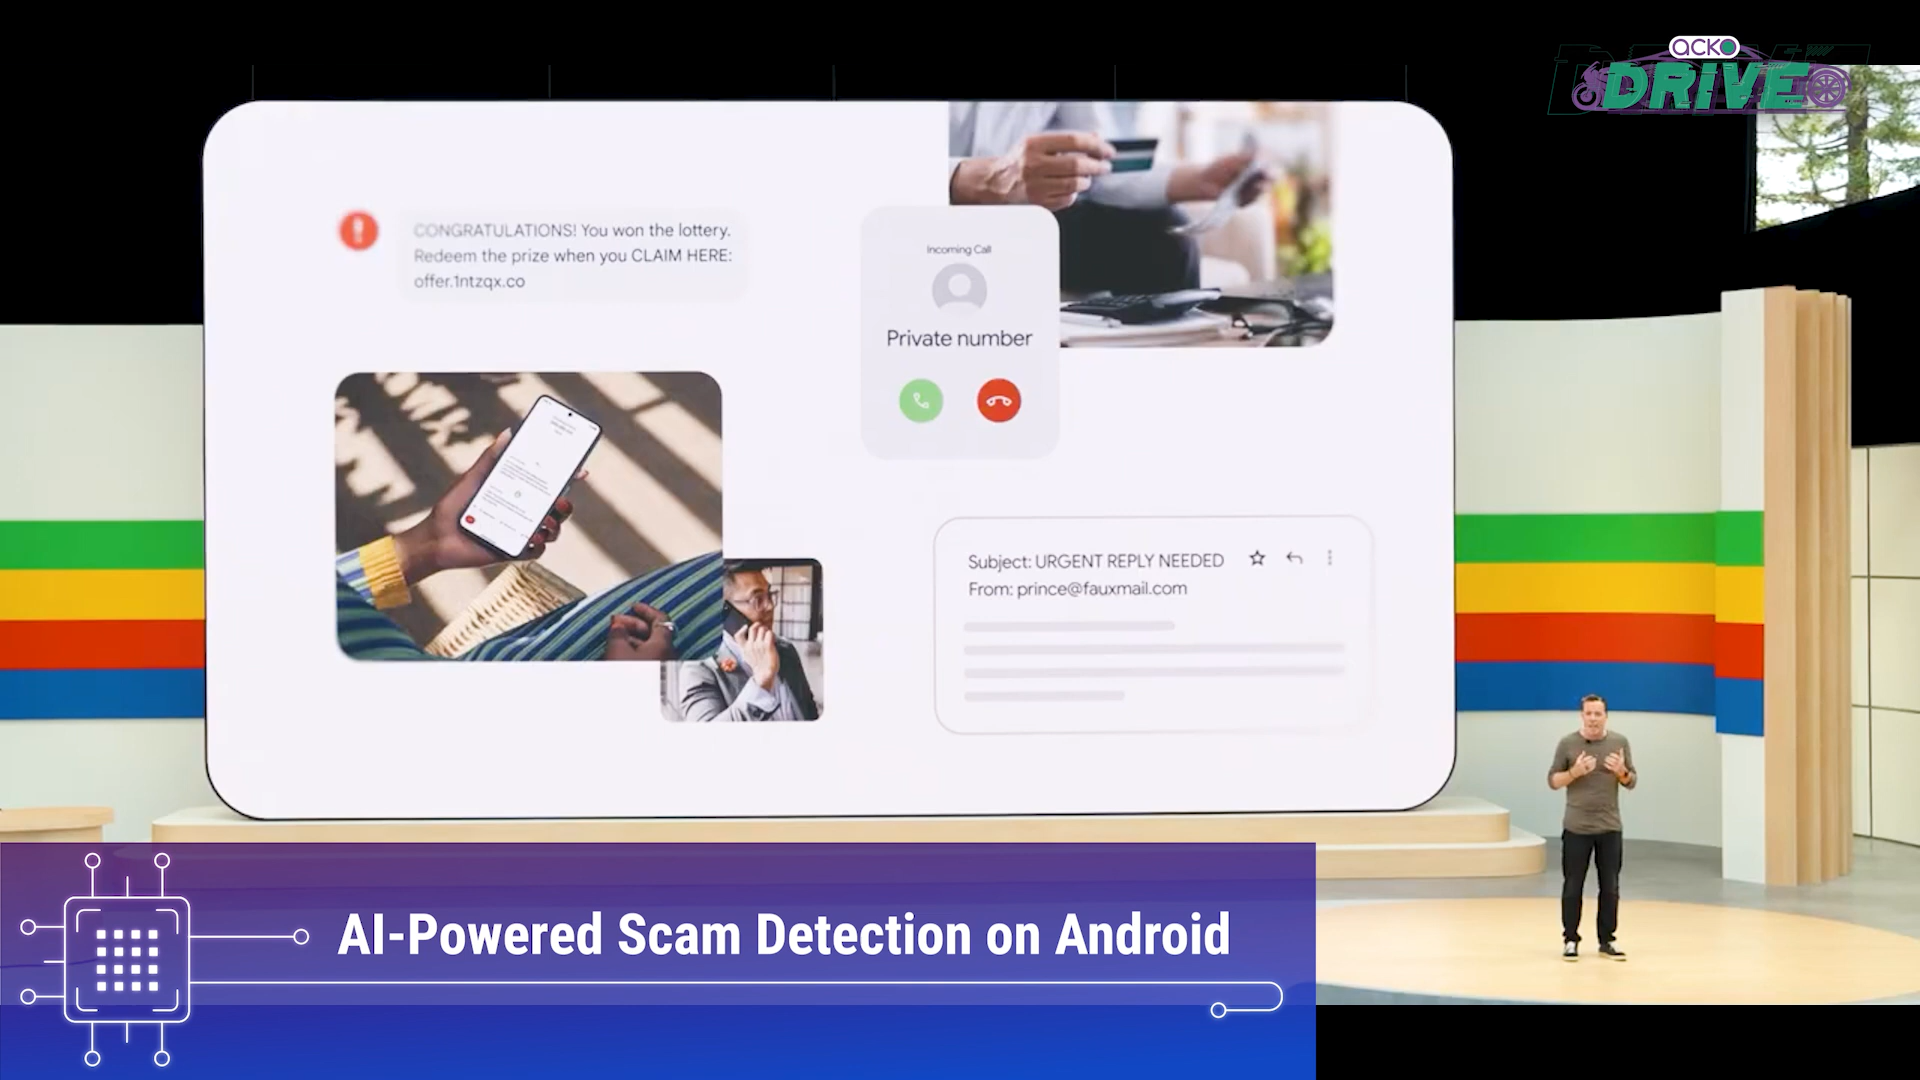 acko
DRIVE
CONGRATULATIONS! You won the lottery.
Redeem the prize when you CLAIM HERE:
offer.1ntzqx.co
Incoming Call
Private number
Subject: URGENT REPLY NEEDED
From: prince@fauxmail.com
AI-Powered Scam Detection on Android